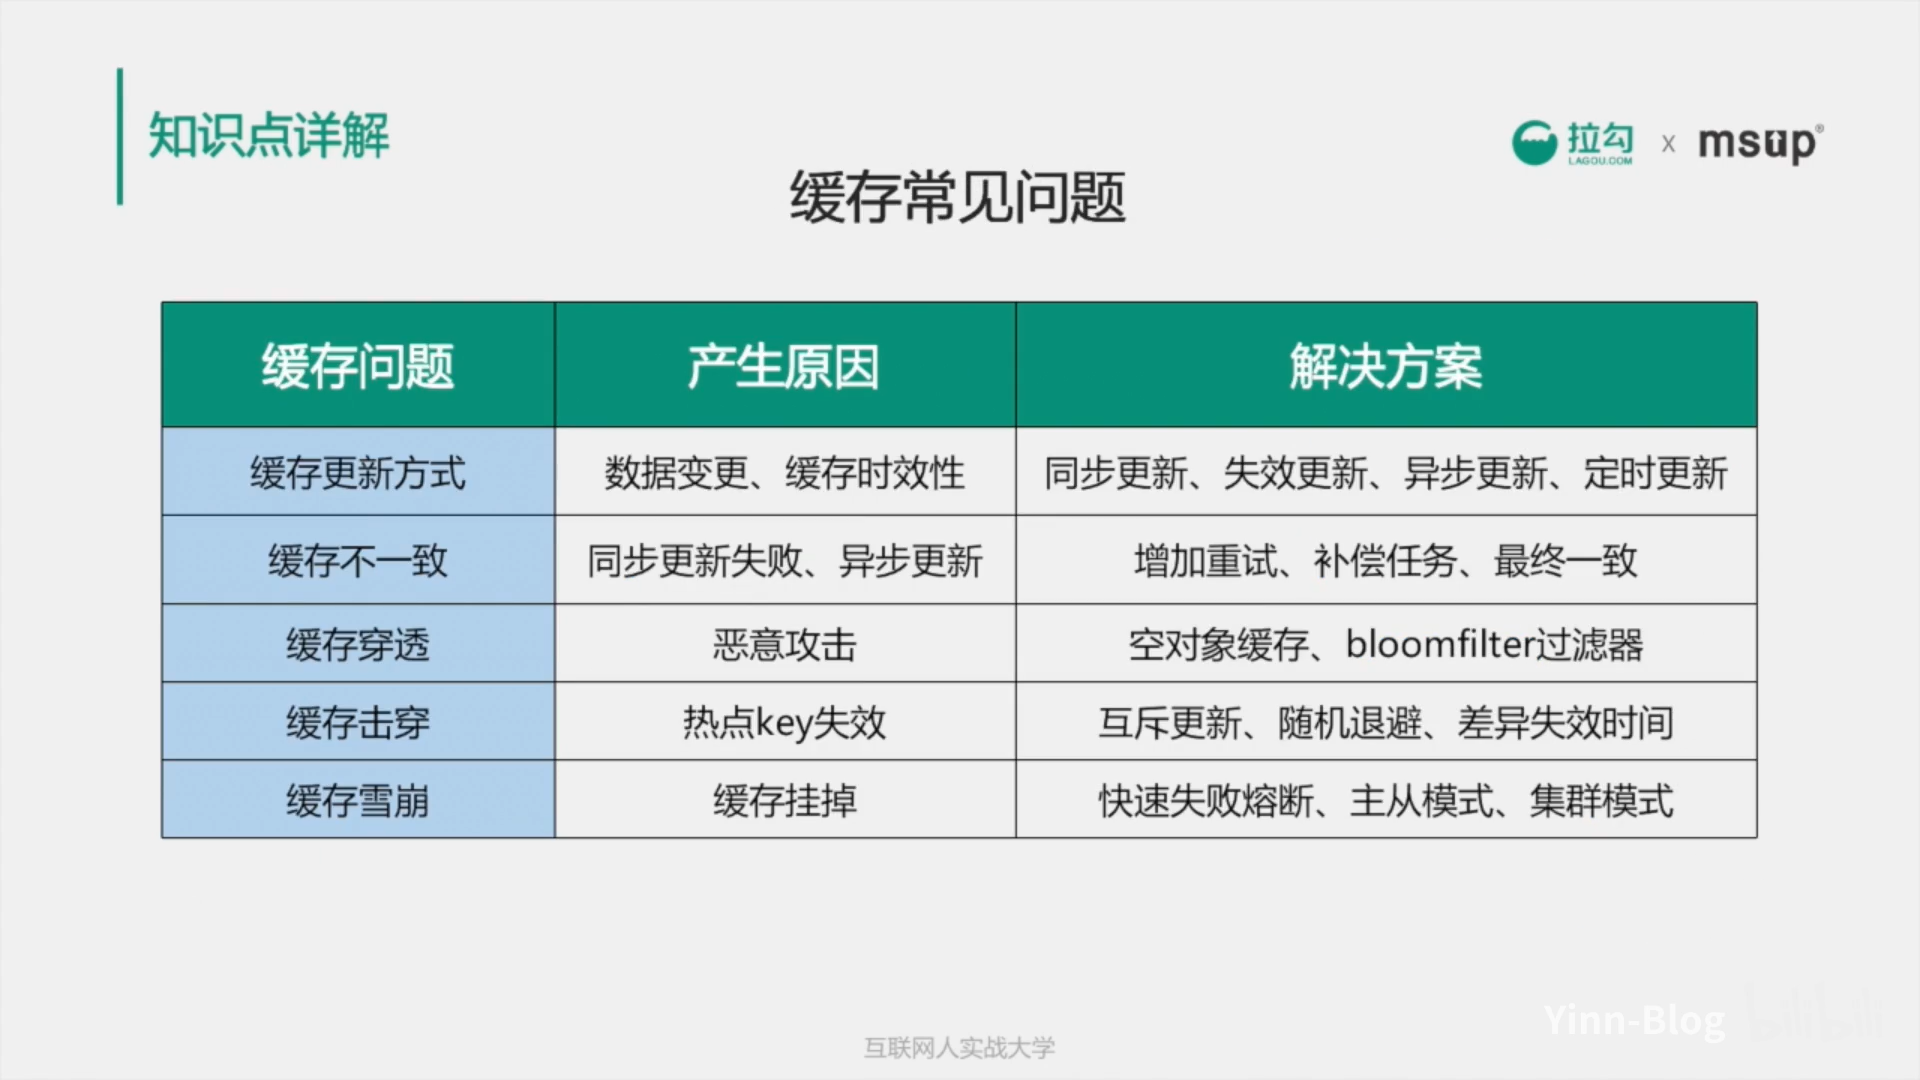 知识点详解
拉勾
LAGOU.COM
x
msup®
缓存常见问题
缓存问题 产生原因 解决方案
缓存更新方式 数据变更、缓存时效性 同步更新、失效更新、异步更新、定时更新
缓存不一致 同步更新失败、异步更新 增加重试、补偿任务、最终一致
缓存穿透 恶意攻击 空对象缓存、bloomfilter过滤器
缓存击穿 热点key失效 互斥更新、随机退避、差异失效时间
缓存雪崩 缓存挂掉 快速失败熔断、主从模式、集群模式
Yinn-Blog bilibili
互联网人实战大学